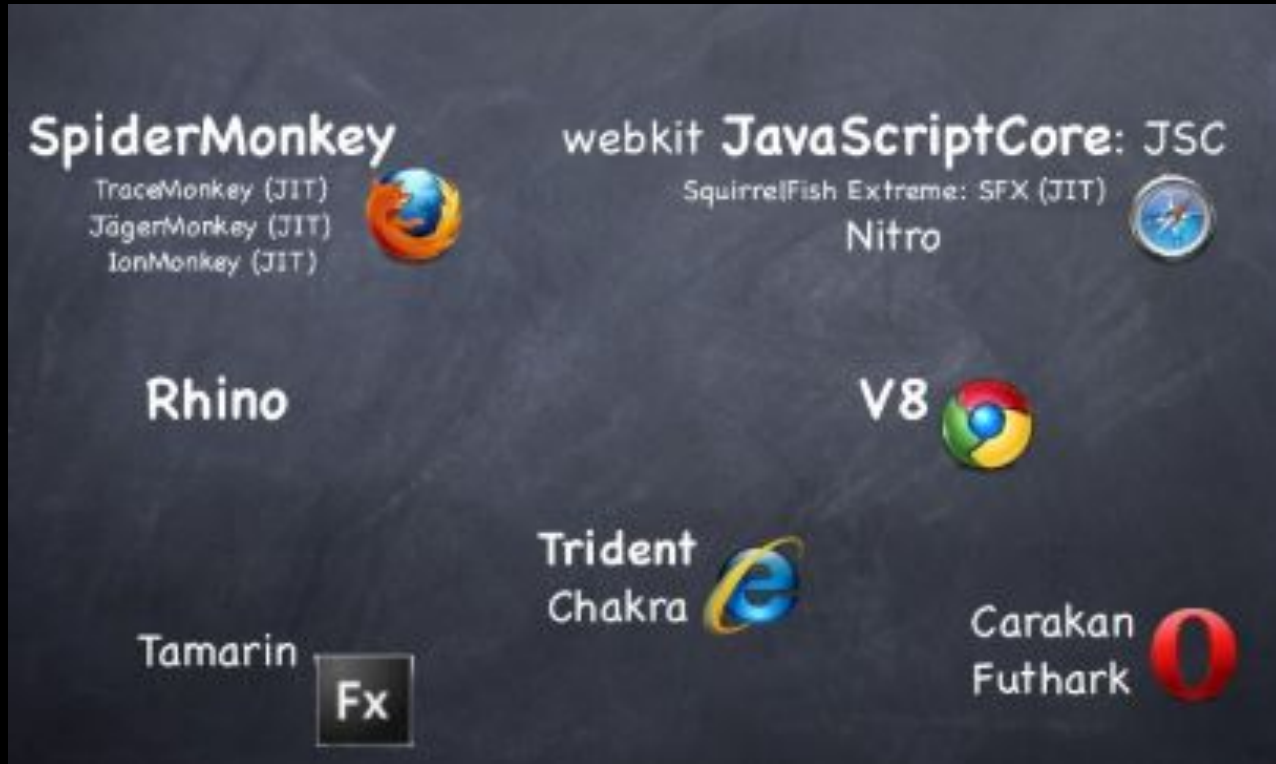 SpiderMonkey
TraceMonkey (JIT)
JägerMonkey (JIT)
IonMonkey (JIT)
webkit JavaScriptCore: JSC
SquirrelFish Extreme: SFX (JIT)
Nitro
Rhino
V8
Trident
Chakra
Tamarin
Fx
Carakan
Futhark